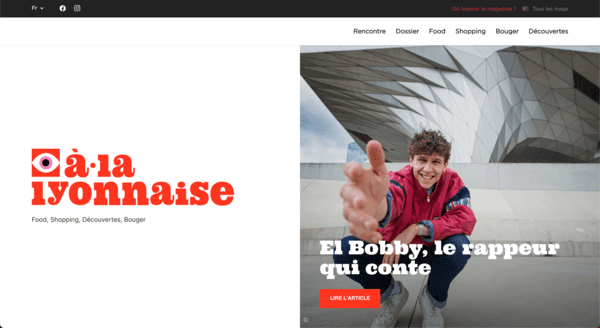 Fr
Où trouver le magazine ?
Tous les mags
Rencontre
Dossier
Food
Shopping
Bouger
Découvertes
à·la
lyonnaise
Food, Shopping, Découvertes, Bouger
El Bobby, le rappeur
qui conte
LIRE L'ARTICLE
©